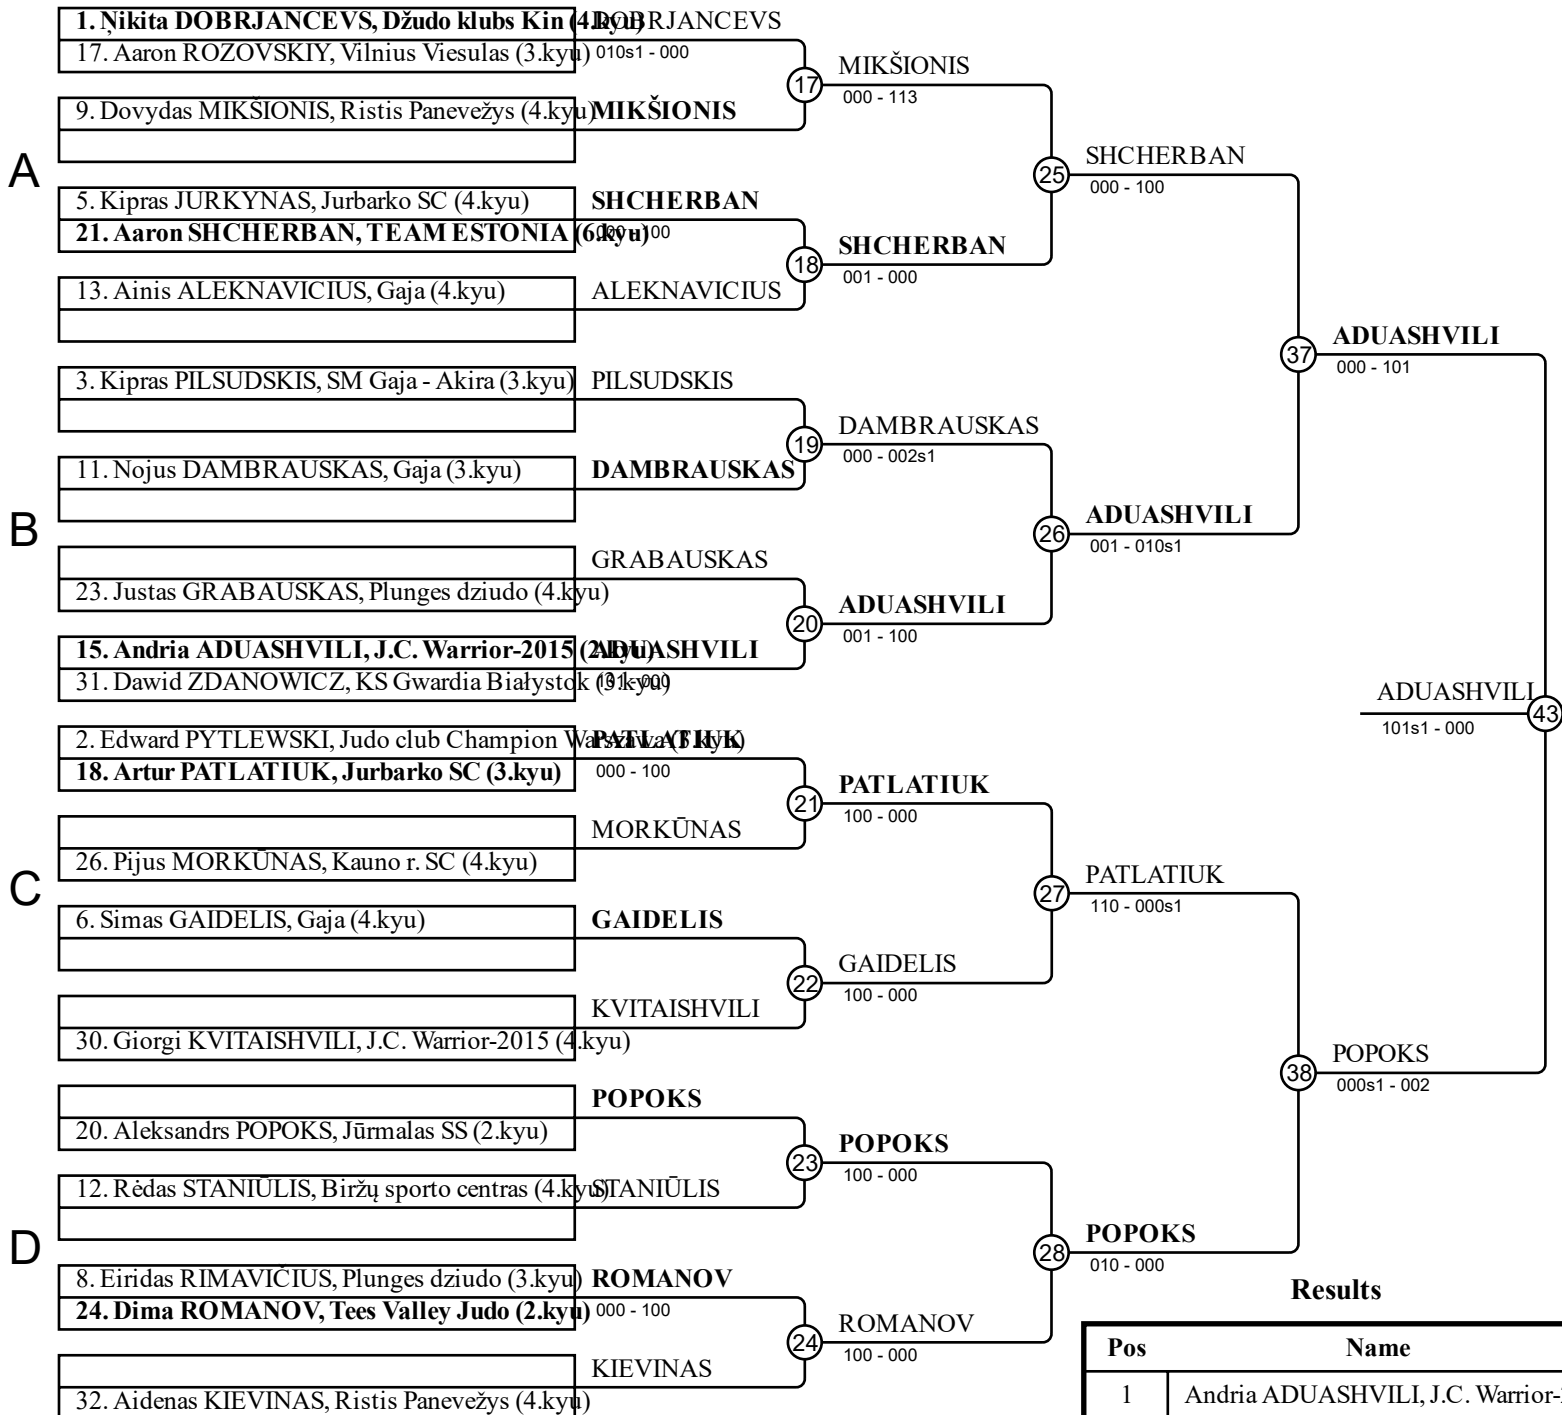 1. Ņikita DOBRJANCEVS, Džudo klubs Kin (4.kyu)
DOBRJANCEVS
17. Aaron ROZOVSKIY, Vilnius Viesulas (3.kyu)
010s1 - 000
17
MIKŠIONIS
000 - 113
9. Dovydas MIKŠIONIS, Ristis Panevežys (4.kyu)
MIKŠIONIS
A
25
SHCHERBAN
000 - 100
5. Kipras JURKYNAS, Jurbarko SC (4.kyu)
SHCHERBAN
21. Aaron SHCHERBAN, TEAM ESTONIA (6.kyu)
000 - 100
18
SHCHERBAN
001 - 000
13. Ainis ALEKNAVICIUS, Gaja (4.kyu)
ALEKNAVICIUS
37
ADUASHVILI
000 - 101
3. Kipras PILSUDSKIS, SM Gaja - Akira (3.kyu)
PILSUDSKIS
19
DAMBRAUSKAS
000 - 002s1
11. Nojus DAMBRAUSKAS, Gaja (3.kyu)
DAMBRAUSKAS
B
26
ADUASHVILI
001 - 010s1
GRABAUSKAS
23. Justas GRABAUSKAS, Plunges dziudo (4.kyu)
20
ADUASHVILI
001 - 100
15. Andria ADUASHVILI, J.C. Warrior-2015 (2.kyu)
ADUASHVILI
31. Dawid ZDANOWICZ, KS Gwardia Białystok (3.kyu)
101 - 000
ADUASHVILI
43
101s1 - 000
2. Edward PYTLEWSKI, Judo club Champion Warszawa (3.kyu)
PATLATIUK
18. Artur PATLATIUK, Jurbarko SC (3.kyu)
000 - 100
21
PATLATIUK
100 - 000
MORKŪNAS
26. Pijus MORKŪNAS, Kauno r. SC (4.kyu)
C
27
PATLATIUK
110 - 000s1
6. Simas GAIDELIS, Gaja (4.kyu)
GAIDELIS
22
GAIDELIS
100 - 000
KVITAISHVILI
30. Giorgi KVITAISHVILI, J.C. Warrior-2015 (4.kyu)
38
POPOKS
000s1 - 002
POPOKS
20. Aleksandrs POPOKS, Jūrmalas SS (2.kyu)
23
POPOKS
100 - 000
12. Rėdas STANIŪLIS, Biržų sporto centras (4.kyu)
STANIŪLIS
D
28
POPOKS
010 - 000
8. Eiridas RIMAVIČIUS, Plunges dziudo (3.kyu)
ROMANOV
24. Dima ROMANOV, Tees Valley Judo (2.kyu)
000 - 100
24
ROMANOV
100 - 000
KIEVINAS
32. Aidenas KIEVINAS, Ristis Panevežys (4.kyu)
Results
Pos Name
1 Andria ADUASHVILI, J.C. Warrior-